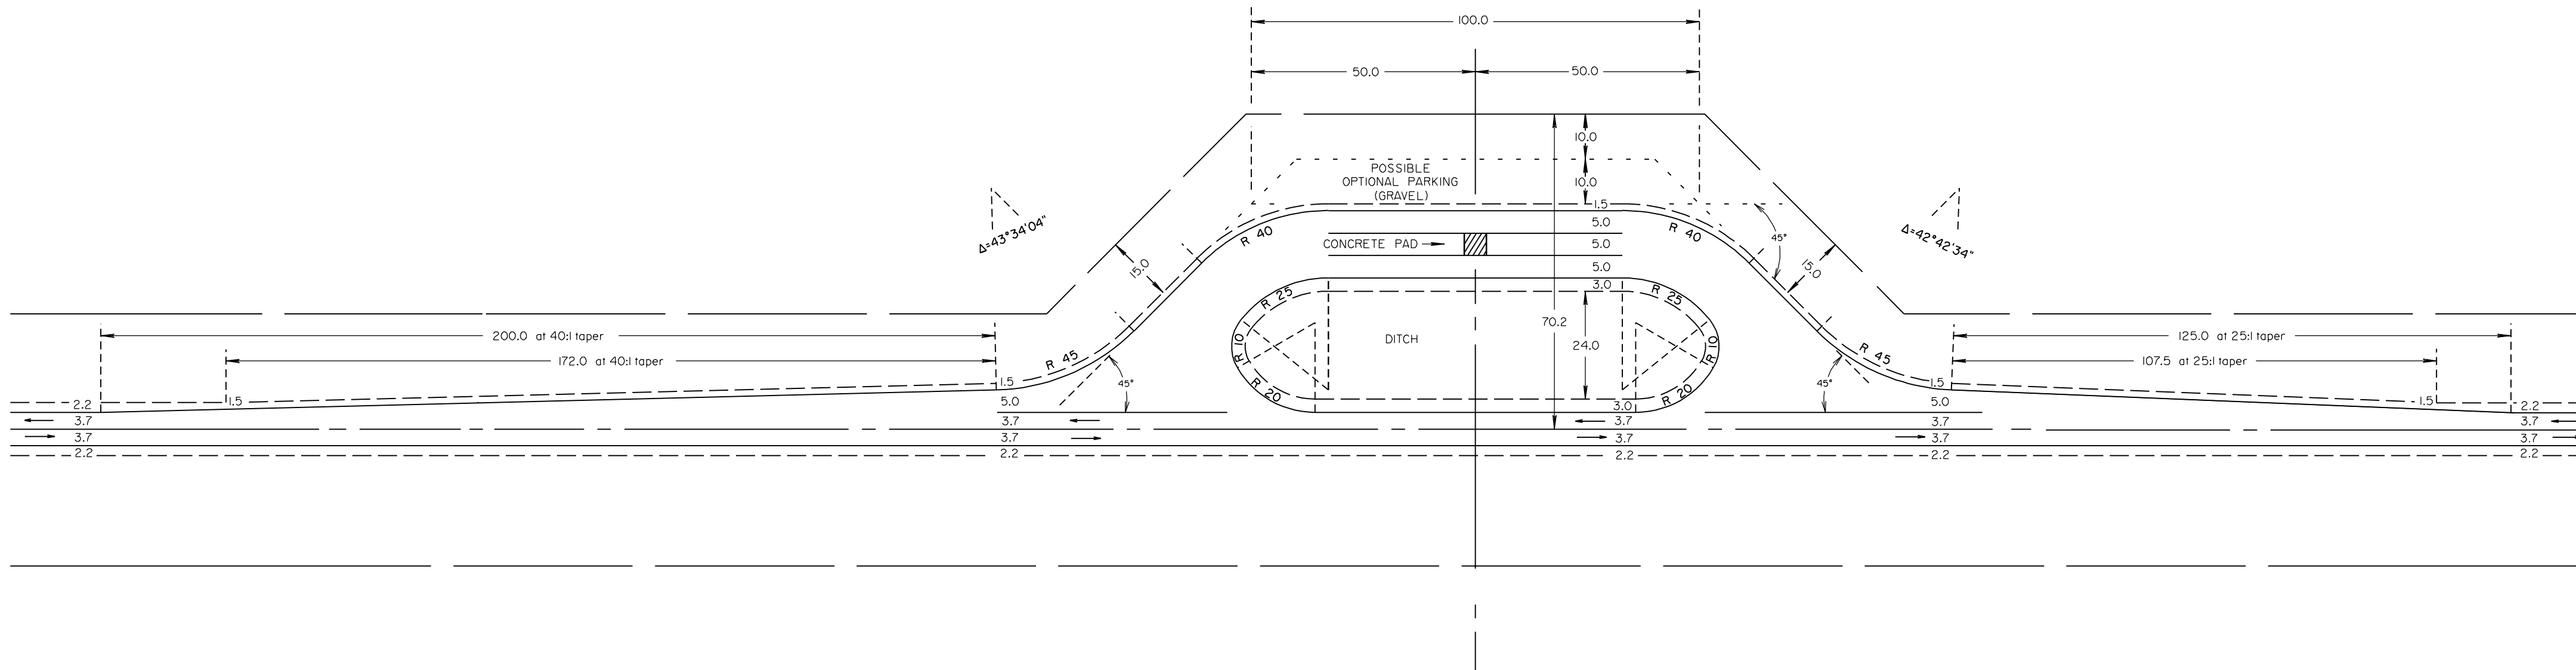 100.0
50.0
50.0
10.0
POSSIBLE
OPTIONAL PARKING
(GRAVEL)
10.0
1.5
5.0
R 40
R 40
Δ=43°34'04"
Δ=42°42'34"
45°
CONCRETE PAD
5.0
15.0
15.0
5.0
3.0
R 25
R 25
70.2
200.0 at 40:1 taper
125.0 at 25:1 taper
DITCH
24.0
R 10
R 10
172.0 at 40:1 taper
107.5 at 25:1 taper
R 45
R 45
1.5
45°
R 20
R 20
45°
1.5
2.2
1.5
5.0
3.0
5.0
1.5
2.2
3.7
3.7
3.7
3.7
3.7
3.7
3.7
3.7
3.7
3.7
2.2
2.2
2.2
2.2
2.2